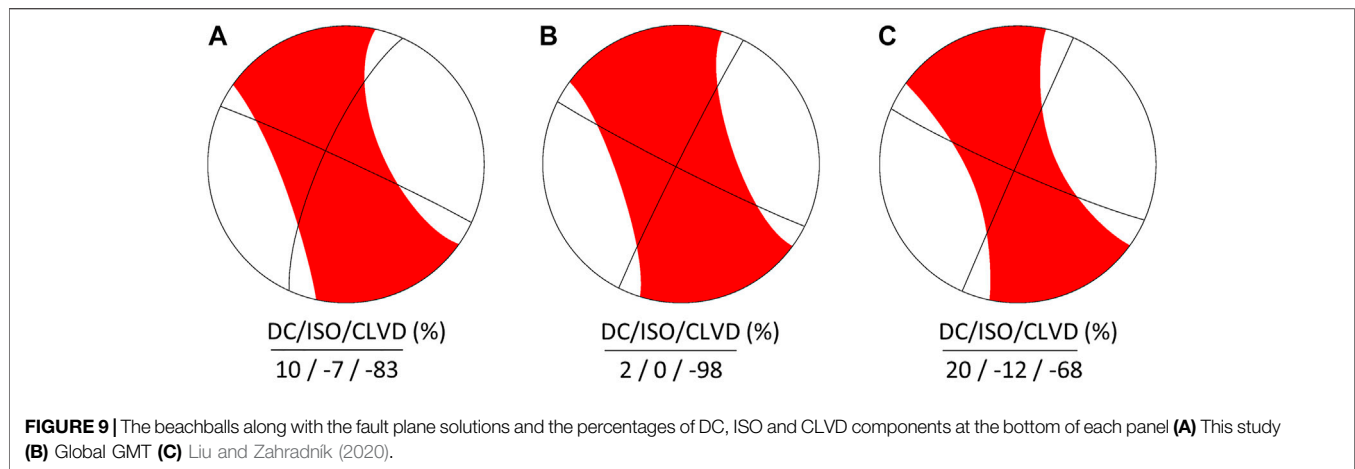 A
B
C
DC/ISO/CLVD (%)
10 / -7 / -83
DC/ISO/CLVD (%)
2 / 0 / -98
DC/ISO/CLVD (%)
20 / -12 / -68
FIGURE 9 | The beachballs along with the fault plane solutions and the percentages of DC, ISO and CLVD components at the bottom of each panel (A) This study
(B) Global GMT (C) Liu and Zahradník (2020).